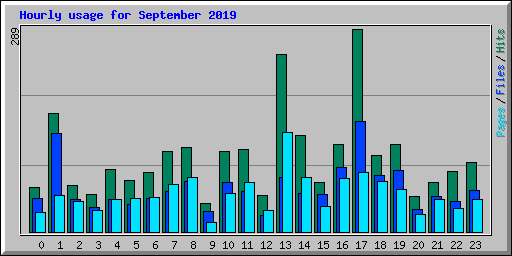 Hourly usage for September 2019
289
Pages / Files / Hits
0 1 2 3 4 5 6 7 8 9 10 11 12 13 14 15 16 17 18 19 20 21 22 23